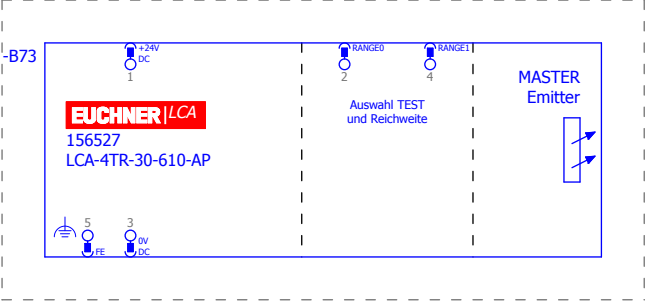 -B73
+24V
DC
1
RANGE0
2
RANGE1
4
MASTER
Emitter
EUCHNER LCA
Auswahl TEST
und Reichweite
156527
LCA-4TR-30-610-AP
5
FE
3
0V
DC